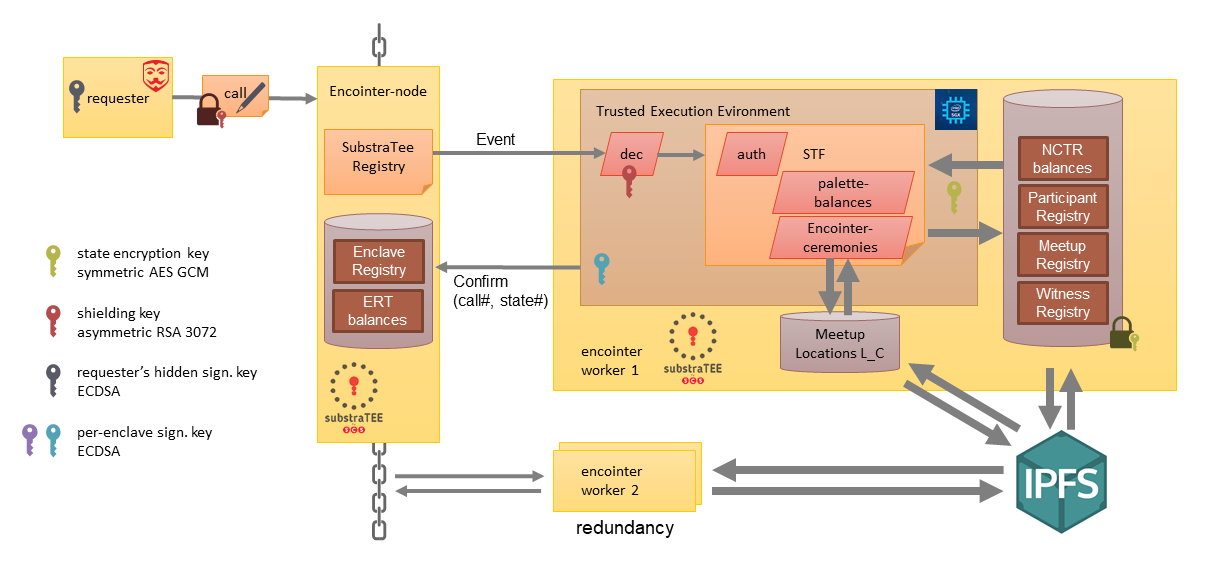 requester
call
Encointer-node
SubstraTee
Registry
Enclave
Registry
ERT
balances
substraTEE
SCS
Event
Confirm
(call#, state#)
Trusted Execution Evironment
intel
SGX
dec
auth
STF
palette-
balances
Encointer-
ceremonies
NCTR
balances
Participant
Registry
Meetup
Registry
Witness
Registry
encointer
worker 1
substraTEE
SCS
Meetup
Locations L_C
state encryption key
symmetric AES GCM
shielding key
asymmetric RSA 3072
requester's hidden sign. key
ECDSA
per-enclave sign. key
ECDSA
encointer
worker 2
redundancy
IPFS